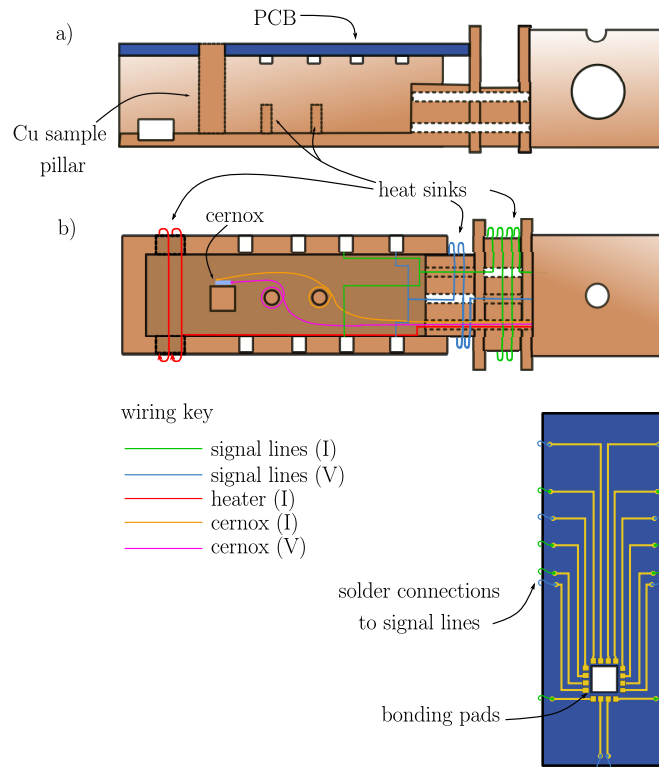 PCB
a)
Cu sample
pillar
heat sinks
cernox
b)
wiring key
signal lines (I)
signal lines (V)
heater (I)
cernox (I)
cernox (V)
solder connections
to signal lines
bonding pads